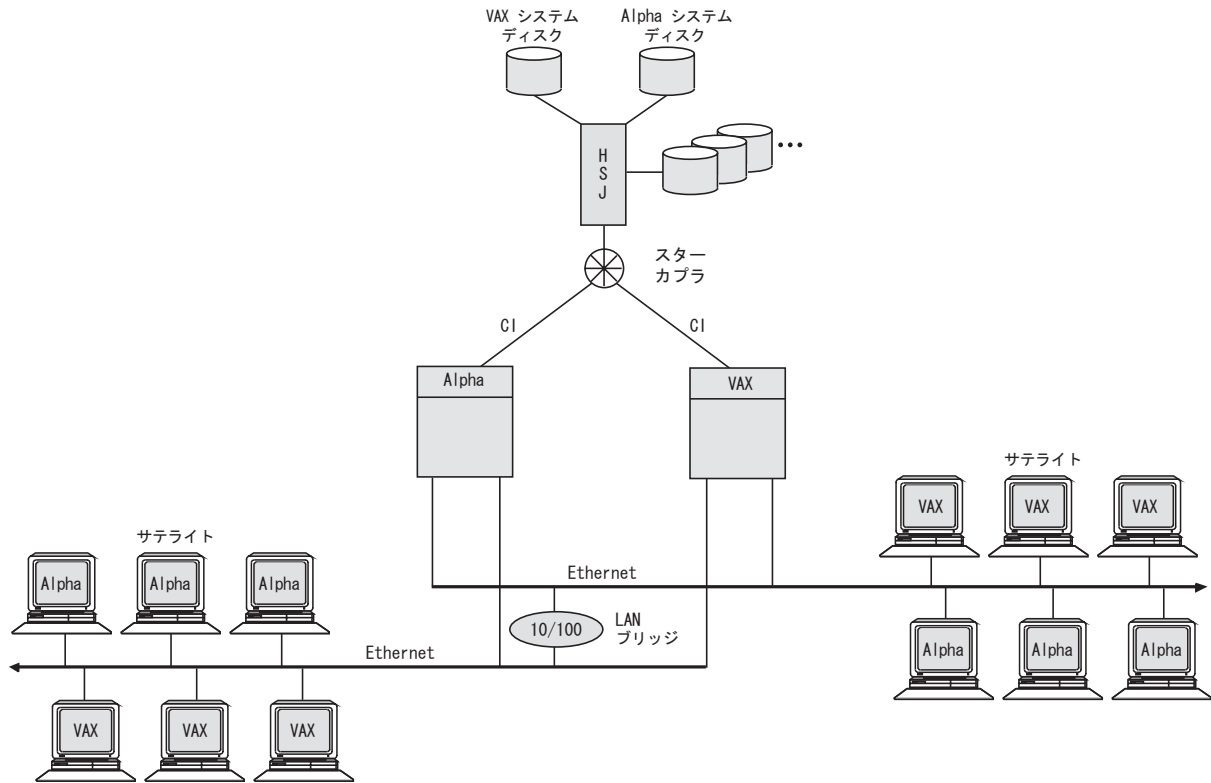 VAX システム
ディスク
Alpha システム
ディスク
H
S
J
•••
スター
カプラ
CI
CI
Alpha
VAX
サテライト
VAX
VAX
VAX
サテライト
Alpha
Alpha
Alpha
Ethernet
10/100
LAN
ブリッジ
Alpha
Alpha
Alpha
Ethernet
VAX
VAX
VAX